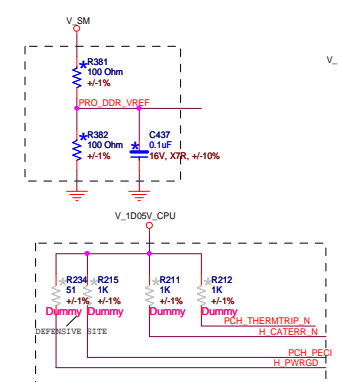 V_SM
R381
100 Ohm
+/-1%
V_
PRO_DDR_VREF
R382
100 Ohm
+/-1%
C437
0.1uF
16V, X7R, +/-10%
V_1D05V_CPU
R234
51
+/-1%
Dummy
R215
1K
+/-1%
Dummy
R211
1K
+/-1%
Dummy
R212
1K
+/-1%
Dummy
DEFENSIVE SITE
PCH_THERMTRIP_N
H_CATERR_N
PCH_PECI
H_PWRGD